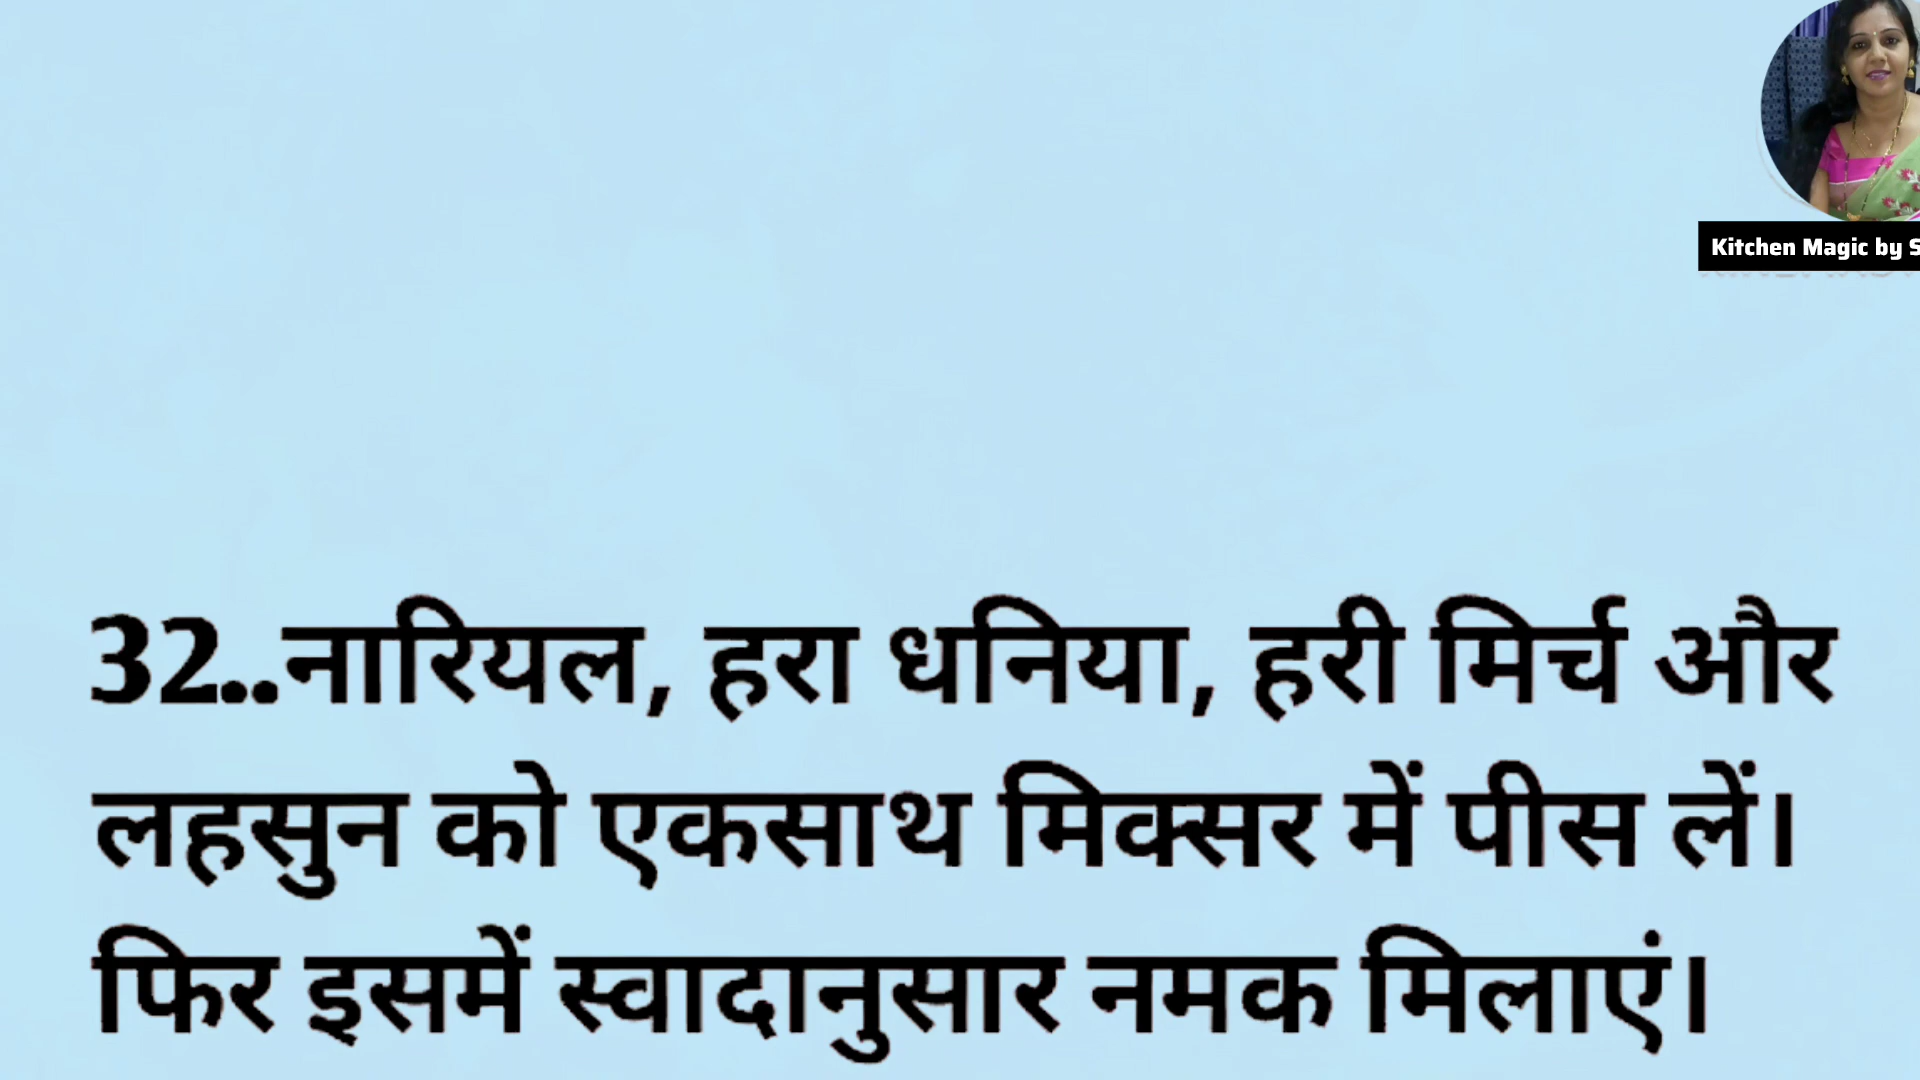 Kitchen Magic by S
32..नारियल, हरा धनिया, हरी मिर्च और
लहसुन को एकसाथ मिक्सर में पीस लें।
फिर इसमें स्वादानुसार नमक मिलाएं।